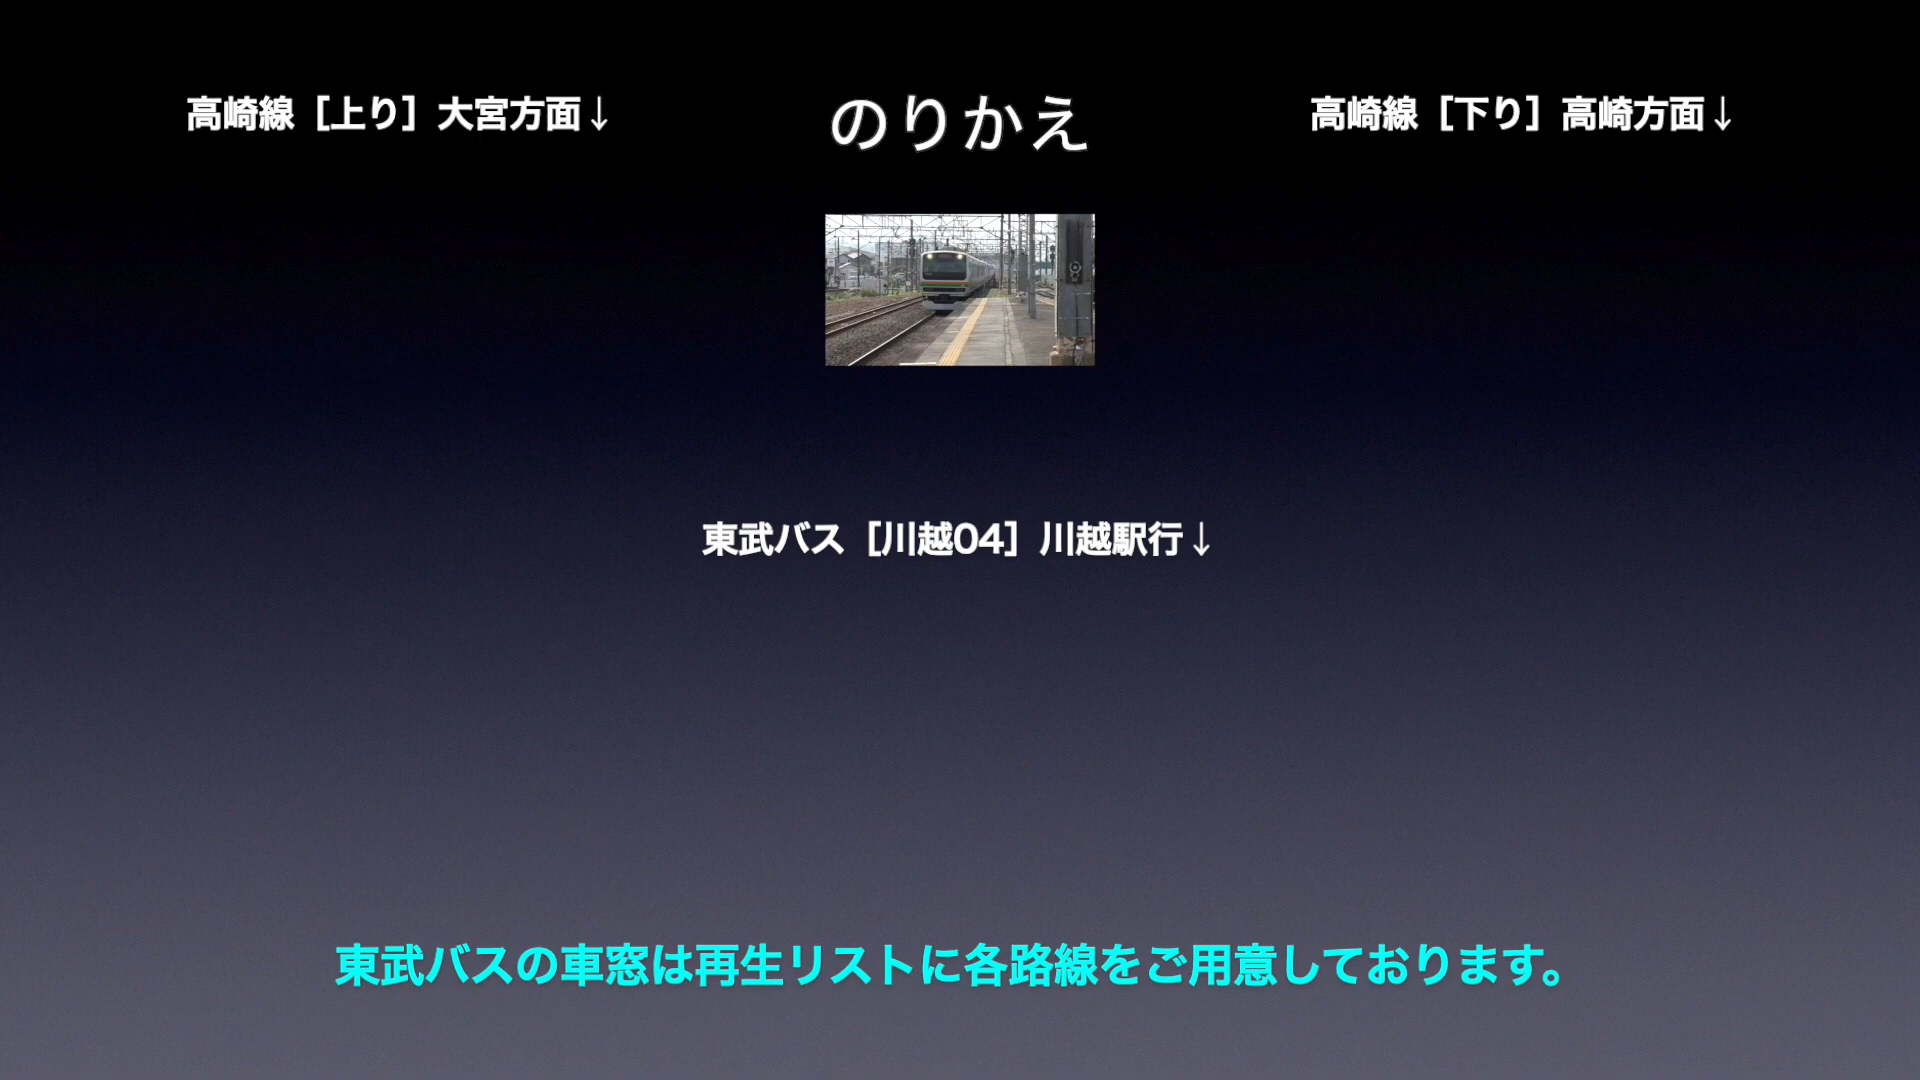 高崎線［上り］大宮方面↓
のりかえ
高崎線［下り］高崎方面↓
東武バス［川越04］川越駅行↓
東武バスの車窓は再生リストに各路線をご用意しております。